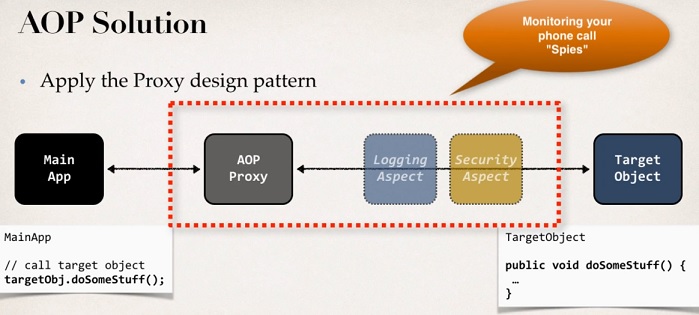 AOP Solution
Monitoring your
phone call
"Spies"
• Apply the Proxy design pattern
Main
App
AOP
Proxy
Logging
Aspect
Security
Aspect
Target
Object
MainApp
// call target object
targetObj.doSomeStuff();
TargetObject
public void doSomeStuff() {
…
}